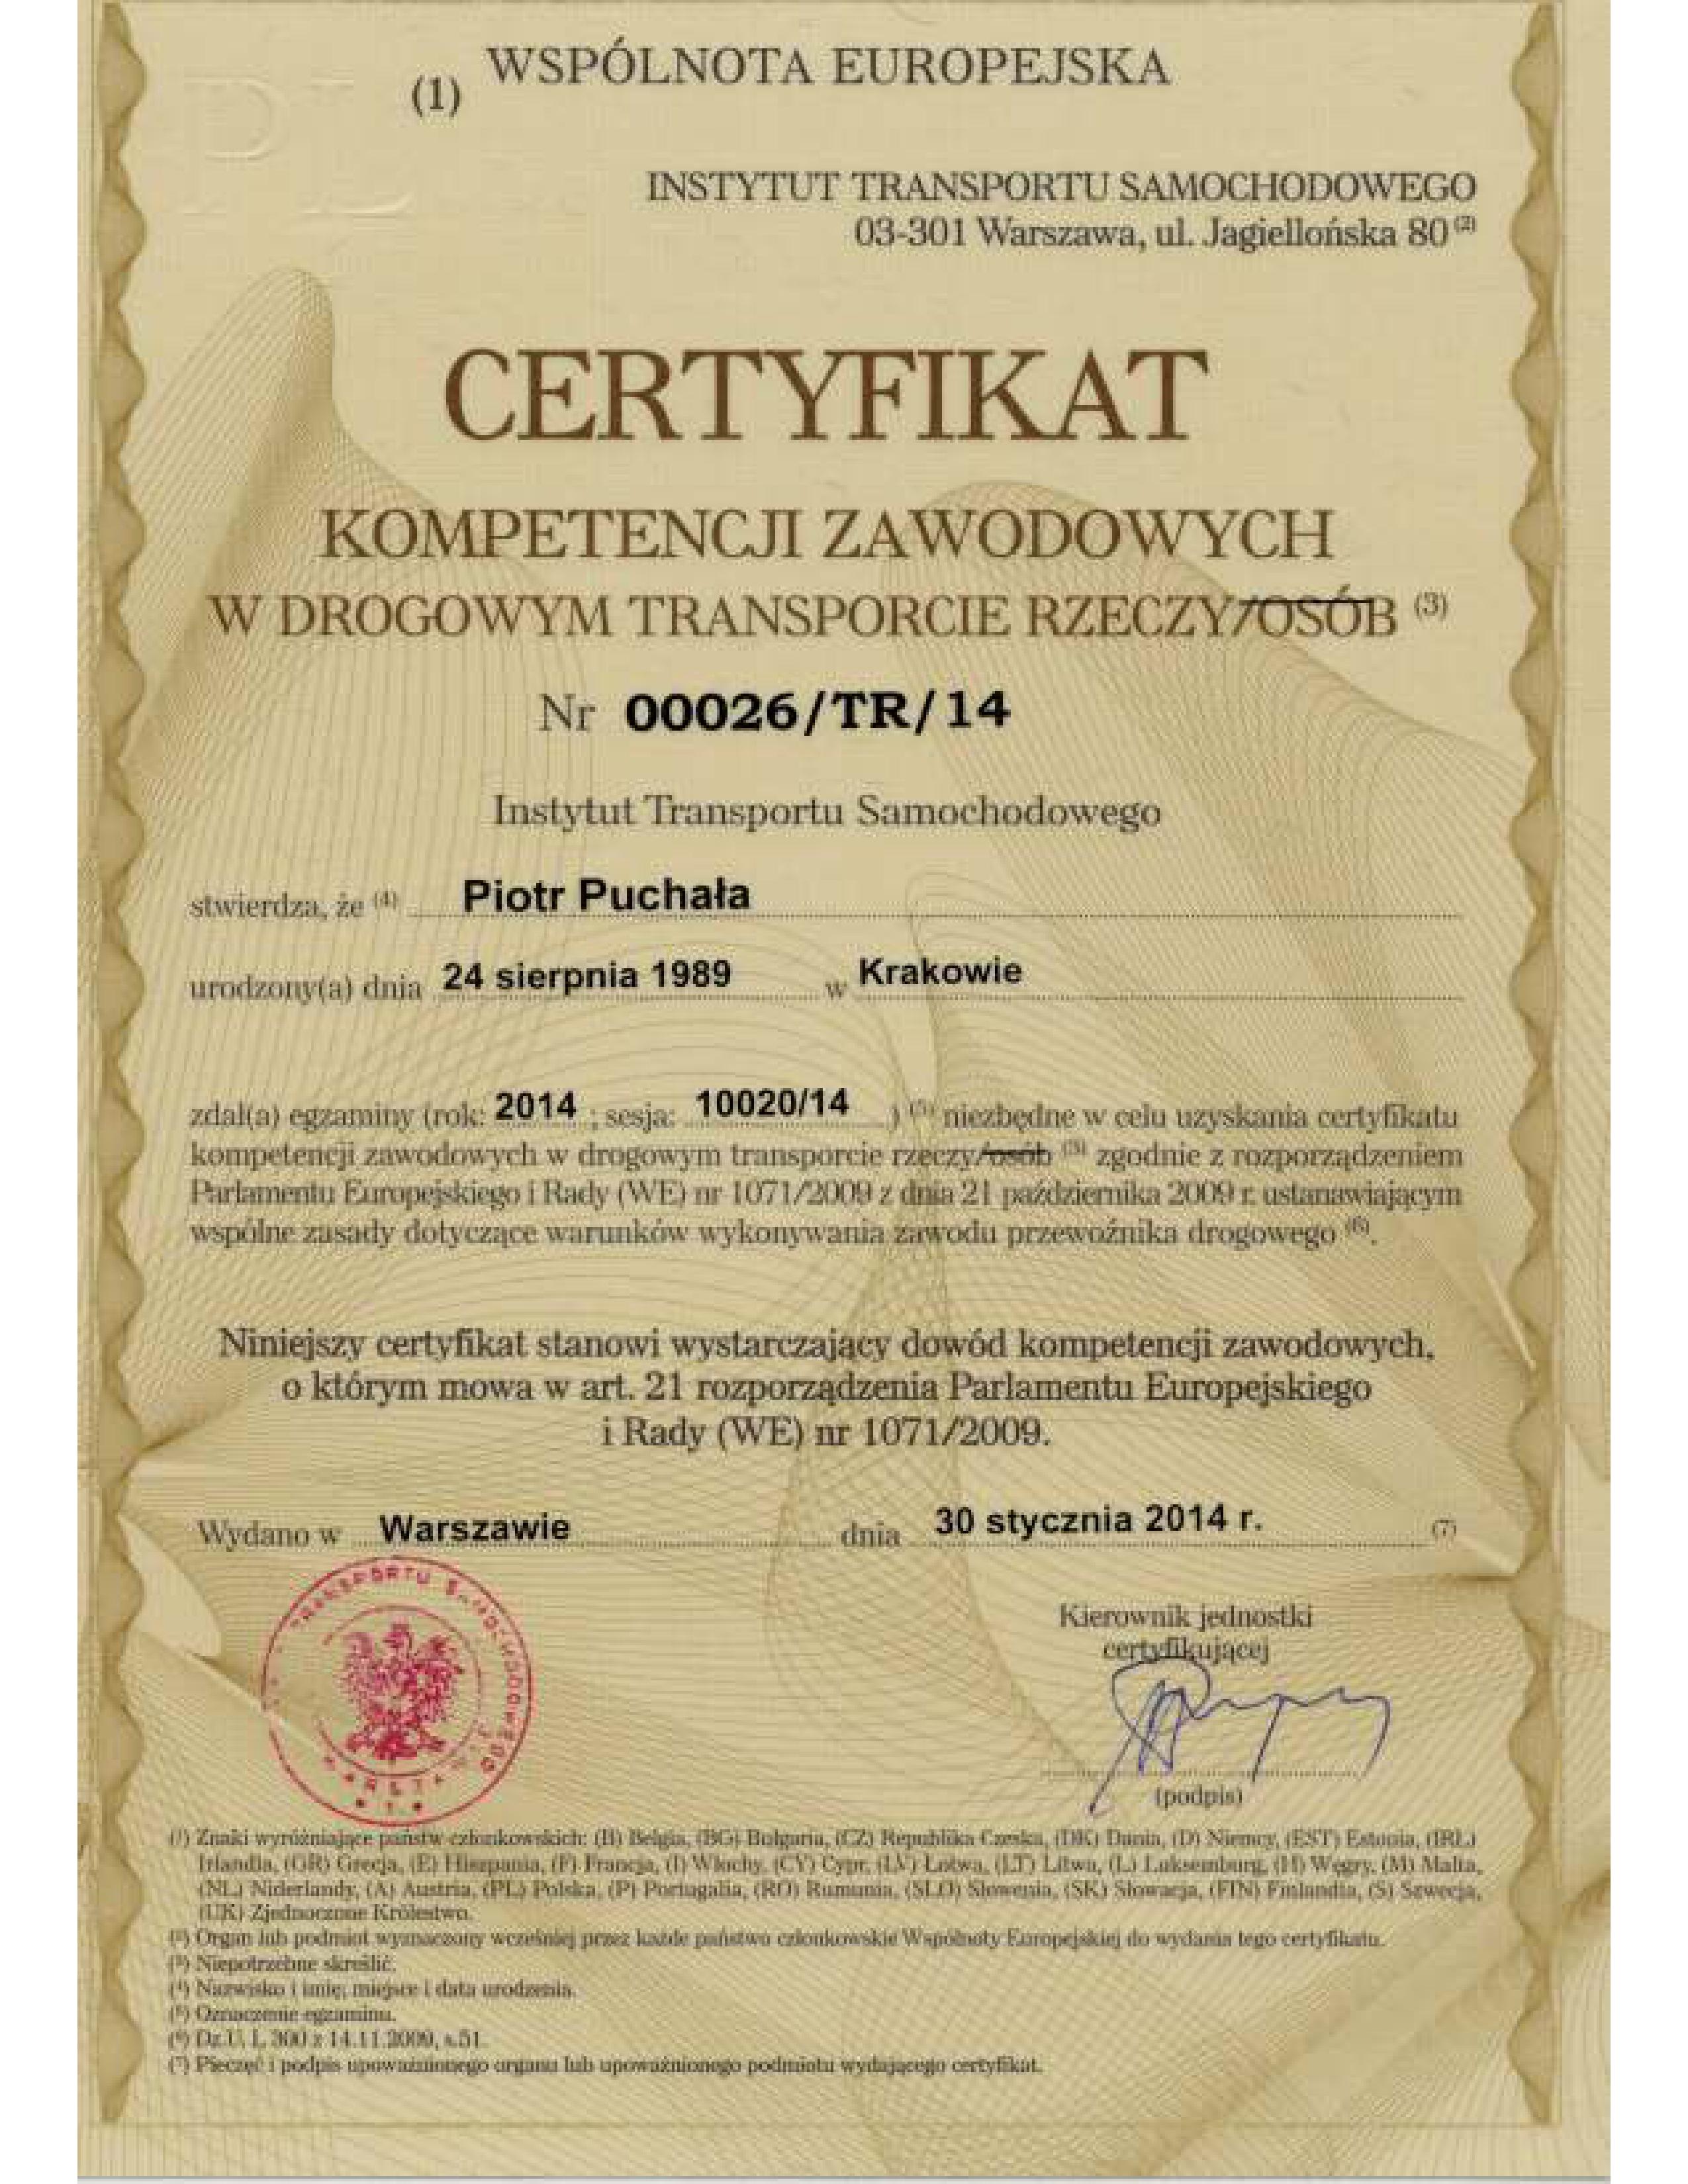 PL
(1) WSPÓLNOTA EUROPEJSKA
INSTYTUT TRANSPORTU SAMOCHODOWEGO
03-301 Warszawa, ul. Jagiellońska 80 (2)
CERTYFIKAT
KOMPETENCJI ZAWODOWYCH
W DROGOWYM TRANSPORCIE RZECZY/OSÓB (3)
Nr 00026/TR/14
Instytut Transportu Samochodowego
stwierdza, że (4) Piotr Puchała
urodzony(a) dnia 24 sierpnia 1989 w Krakowie
zdał(a) egzaminy (rok: 2014 ; sesja: 10020/14 ) (5) niezbędne w celu uzyskania certyfikatu
kompetencji zawodowych w drogowym transporcie rzeczy/osób (3) zgodnie z rozporządzeniem
Parlamentu Europejskiego i Rady (WE) nr 1071/2009 z dnia 21 października 2009 r. ustanawiającym
wspólne zasady dotyczące warunków wykonywania zawodu przewoźnika drogowego (6).
Niniejszy certyfikat stanowi wystarczający dowód kompetencji zawodowych,
o którym mowa w art. 21 rozporządzenia Parlamentu Europejskiego
i Rady (WE) nr 1071/2009.
Wydano w Warszawie dnia 30 stycznia 2014 r. (7)
TRANSPORTU SAMOCHODOWEGO
Kierownik jednostki
certyfikującej
(podpis)
(1) Znaki wyróżniające państw członkowskich: (B) Belgia, (BG) Bułgaria, (CZ) Republika Czeska, (DK) Dania, (D) Niemcy, (EST) Estonia, (IRL)
Irlandia, (GR) Grecja, (E) Hiszpania, (F) Francja, (I) Włochy, (CY) Cypr, (LV) Łotwa, (LT) Litwa, (L) Luksemburg, (H) Węgry, (M) Malta,
(NL) Niderlandy, (A) Austria, (PL) Polska, (P) Portugalia, (RO) Rumunia, (SLO) Słowenia, (SK) Słowacja, (FIN) Finlandia, (S) Szwecja,
(UK) Zjednoczone Królestwo.
(2) Organ lub podmiot wyznaczony wcześniej przez każde państwo członkowskie Wspólnoty Europejskiej do wydania tego certyfikatu.
(3) Niepotrzebne skreślić.
(4) Nazwisko i imię; miejsce i data urodzenia.
(5) Oznaczenie egzaminu.
(6) Dz.U. L 300 z 14.11.2009, s.51.
(7) Pieczęć i podpis upoważnionego organu lub upoważnionego podmiotu wydającego certyfikat.